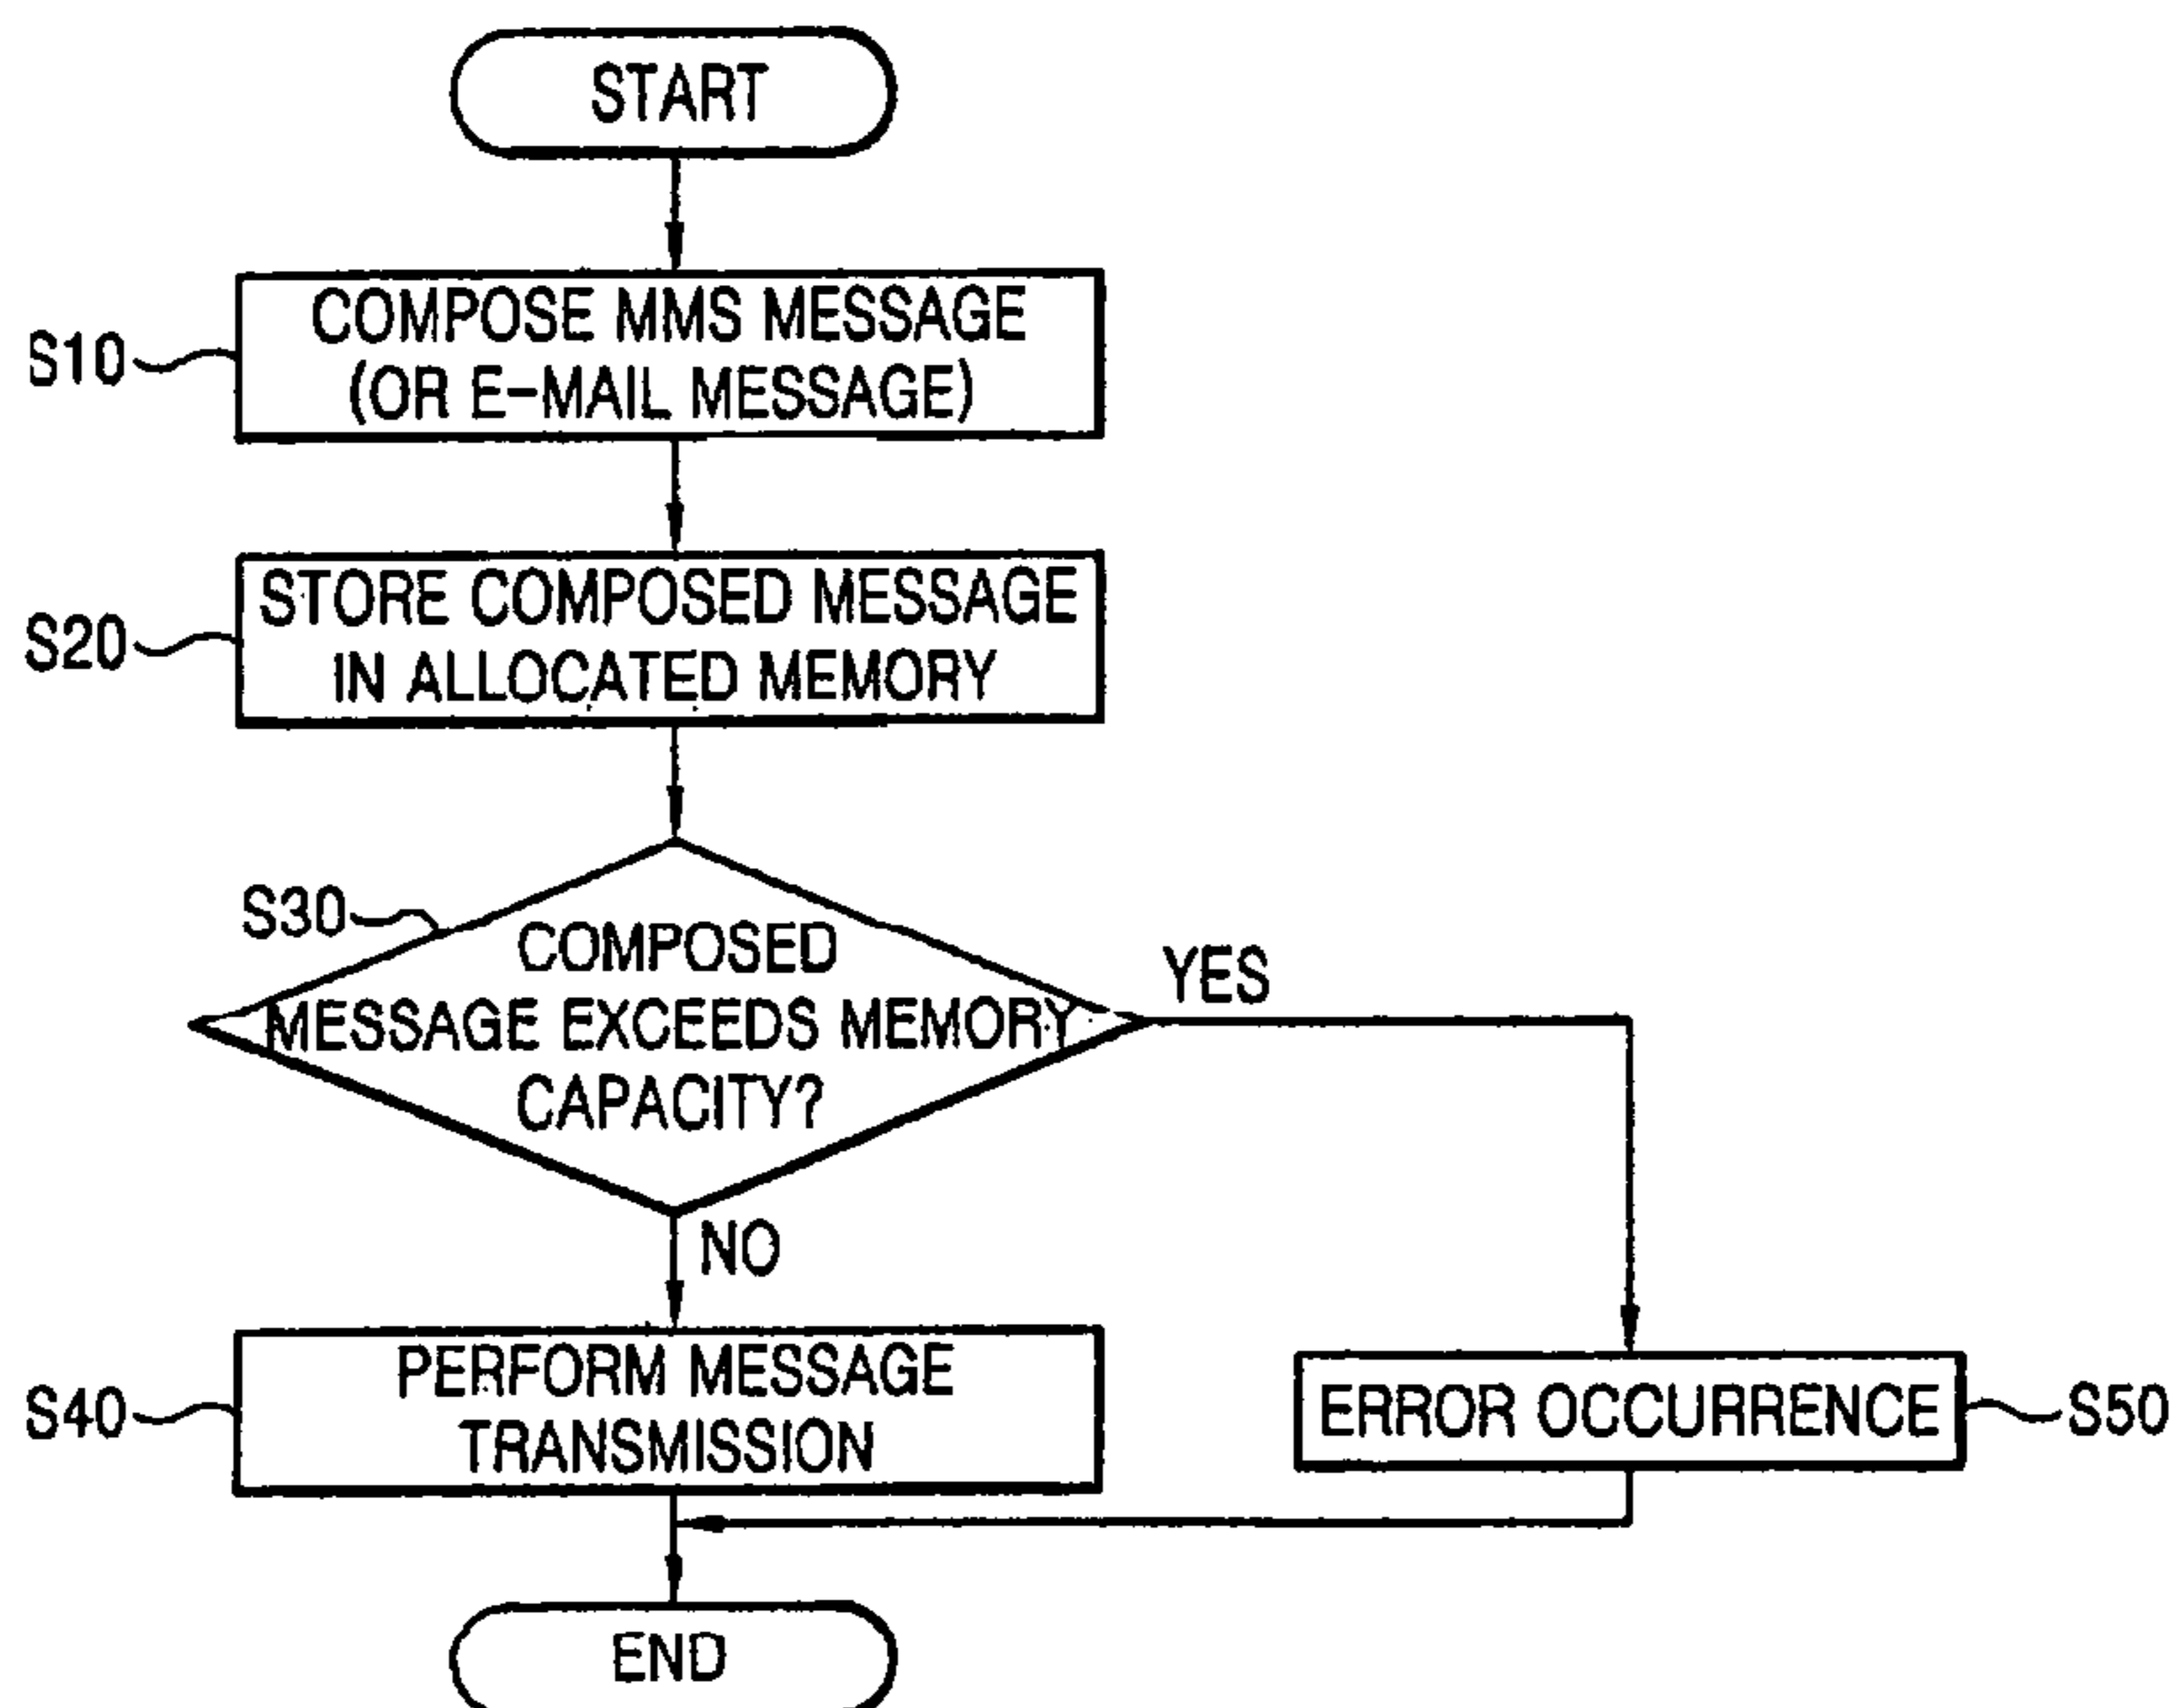 START
S10
COMPOSE MMS MESSAGE
(OR E-MAIL MESSAGE)
S20
STORE COMPOSED MESSAGE
IN ALLOCATED MEMORY
S30
COMPOSED
MESSAGE EXCEEDS MEMORY
CAPACITY?
YES
NO
S40
PERFORM MESSAGE
TRANSMISSION
ERROR OCCURRENCE
S50
END